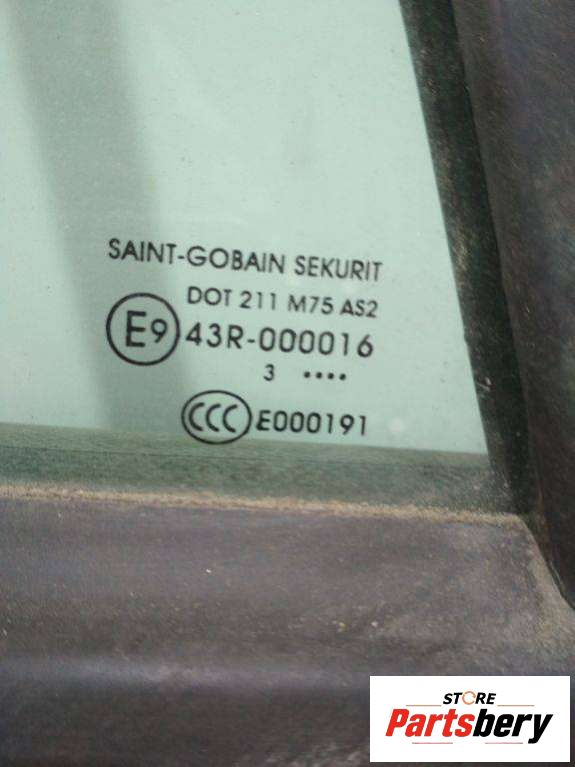 SAINT-GOBAIN SEKURIT
DOT 211 M75 AS2
E9 43R-000016
3 ••••
CCC E000191
STORE
Partsbery